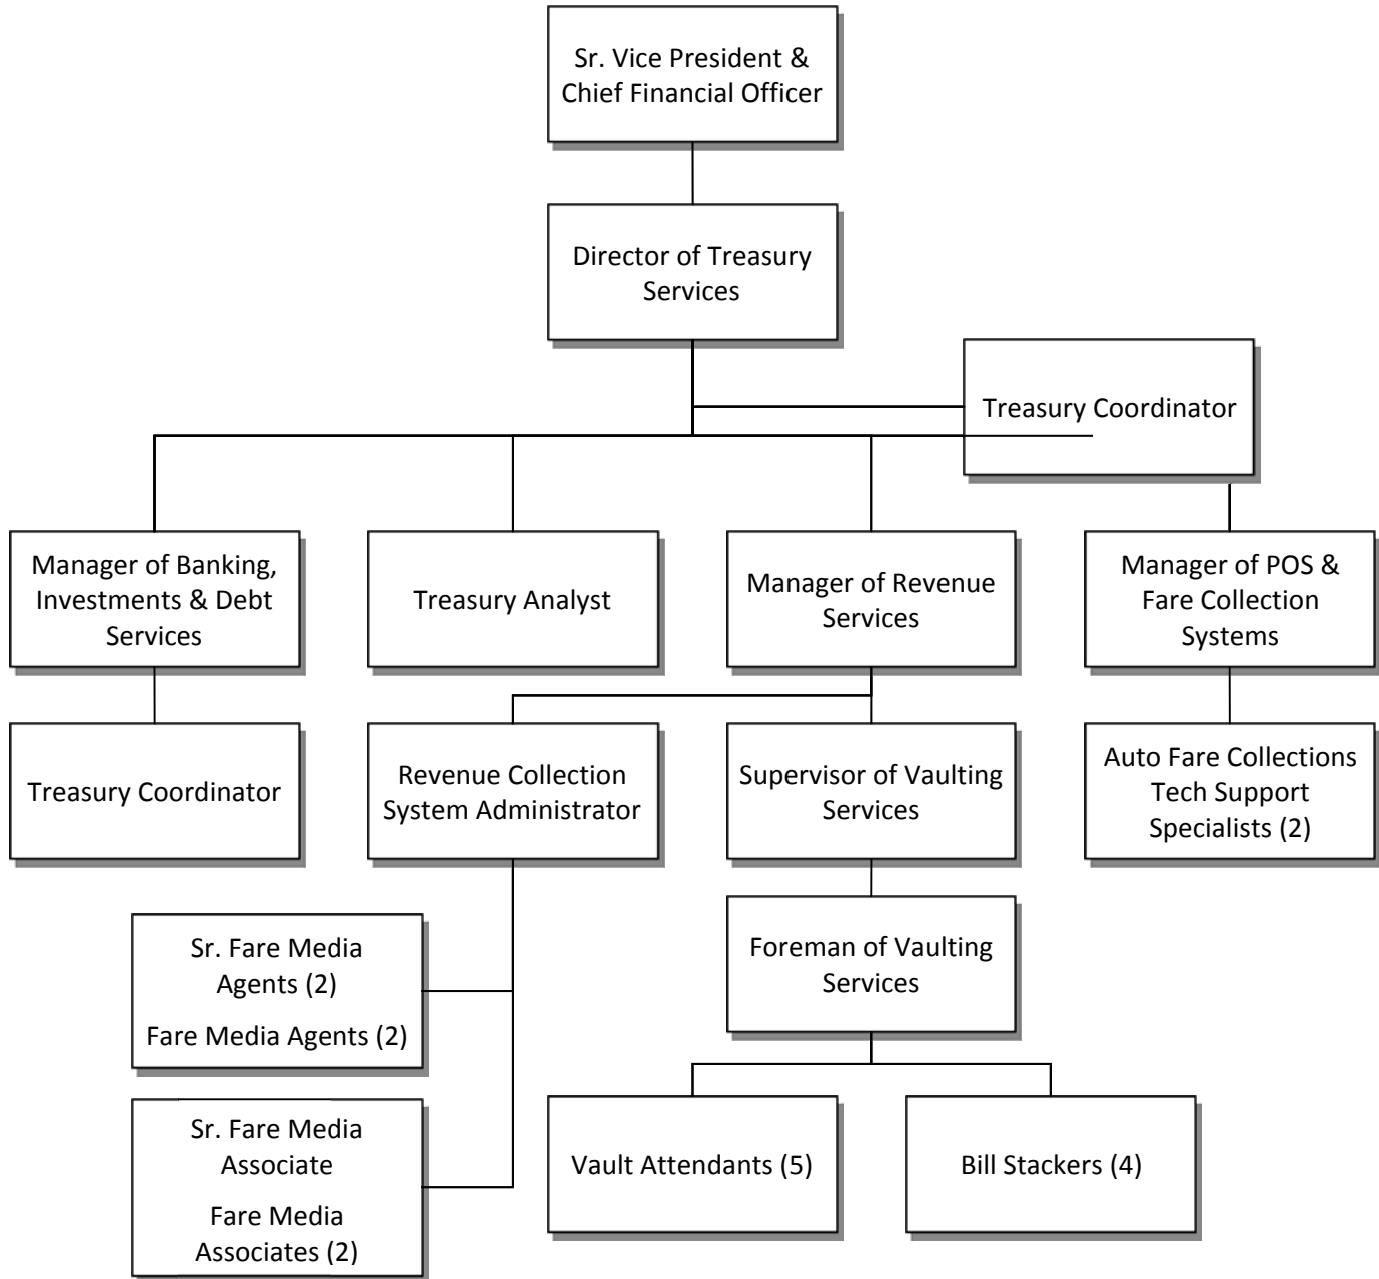 Sr. Vice President &
Chief Financial Officer
Director of Treasury
Services
Treasury Coordinator
Manager of Banking,
Investments & Debt
Services
Treasury Analyst
Manager of Revenue
Services
Manager of POS &
Fare Collection
Systems
Treasury Coordinator
Revenue Collection
System Administrator
Supervisor of Vaulting
Services
Auto Fare Collections
Tech Support
Specialists (2)
Sr. Fare Media
Agents (2)
Fare Media Agents (2)
Foreman of Vaulting
Services
Sr. Fare Media
Associate
Fare Media
Associates (2)
Vault Attendants (5)
Bill Stackers (4)